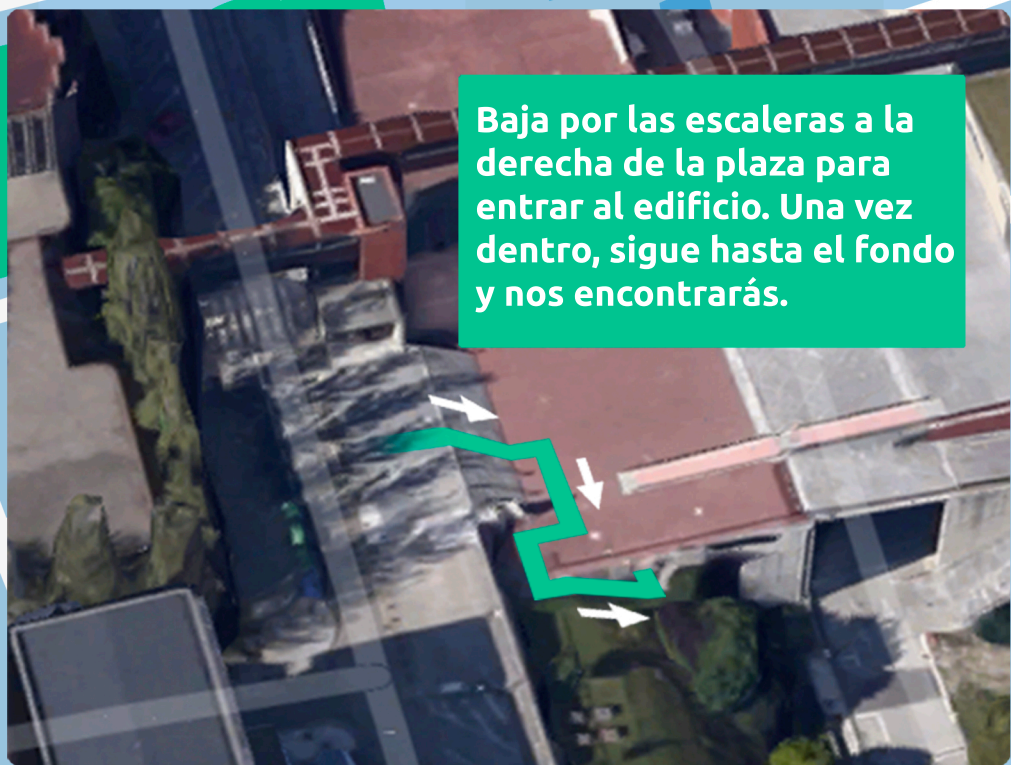 Baja por las escaleras a la
derecha de la plaza para
entrar al edificio. Una vez
dentro, sigue hasta el fondo
y nos encontrarás.